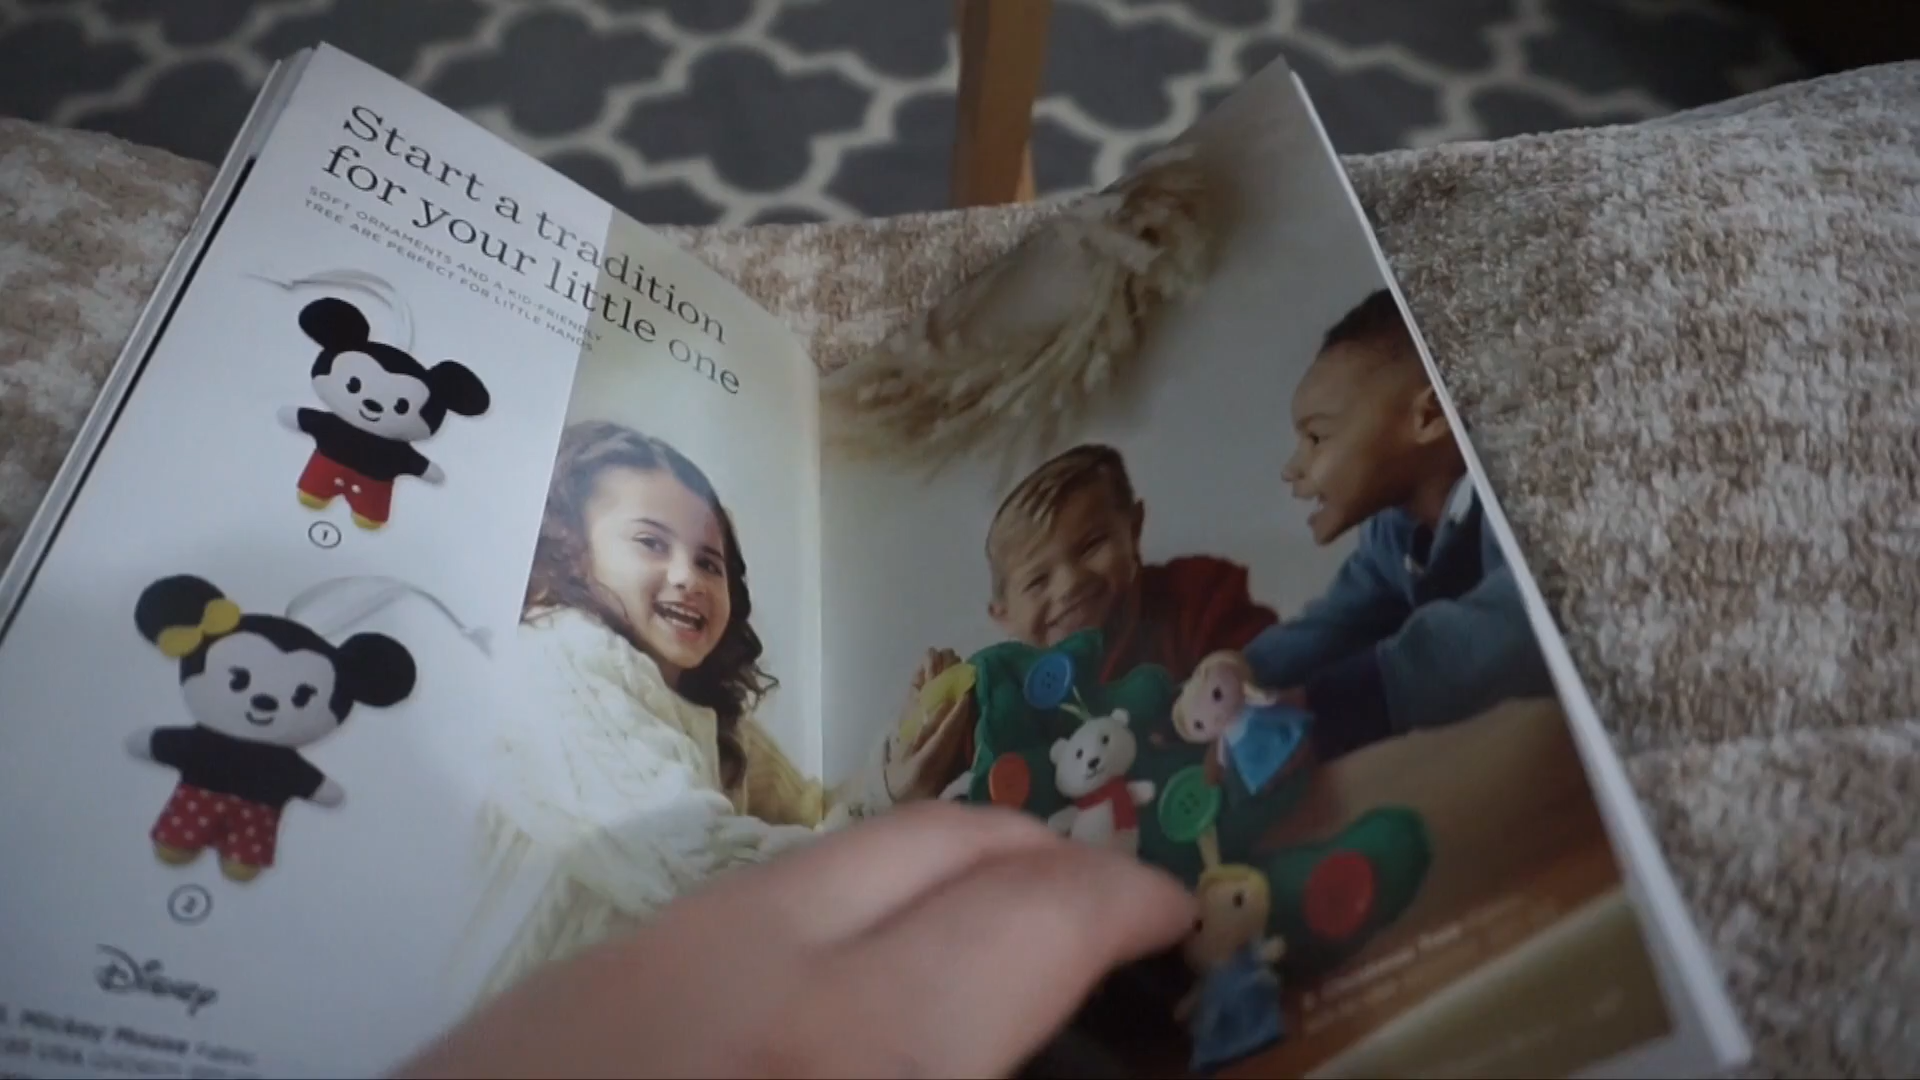 Start a tradition
for your little one
SOFT ORNAMENTS AND A KID-FRIENDLY
TREE ARE PERFECT FOR LITTLE HANDS.
1
2
Disney
Mickey Mouse